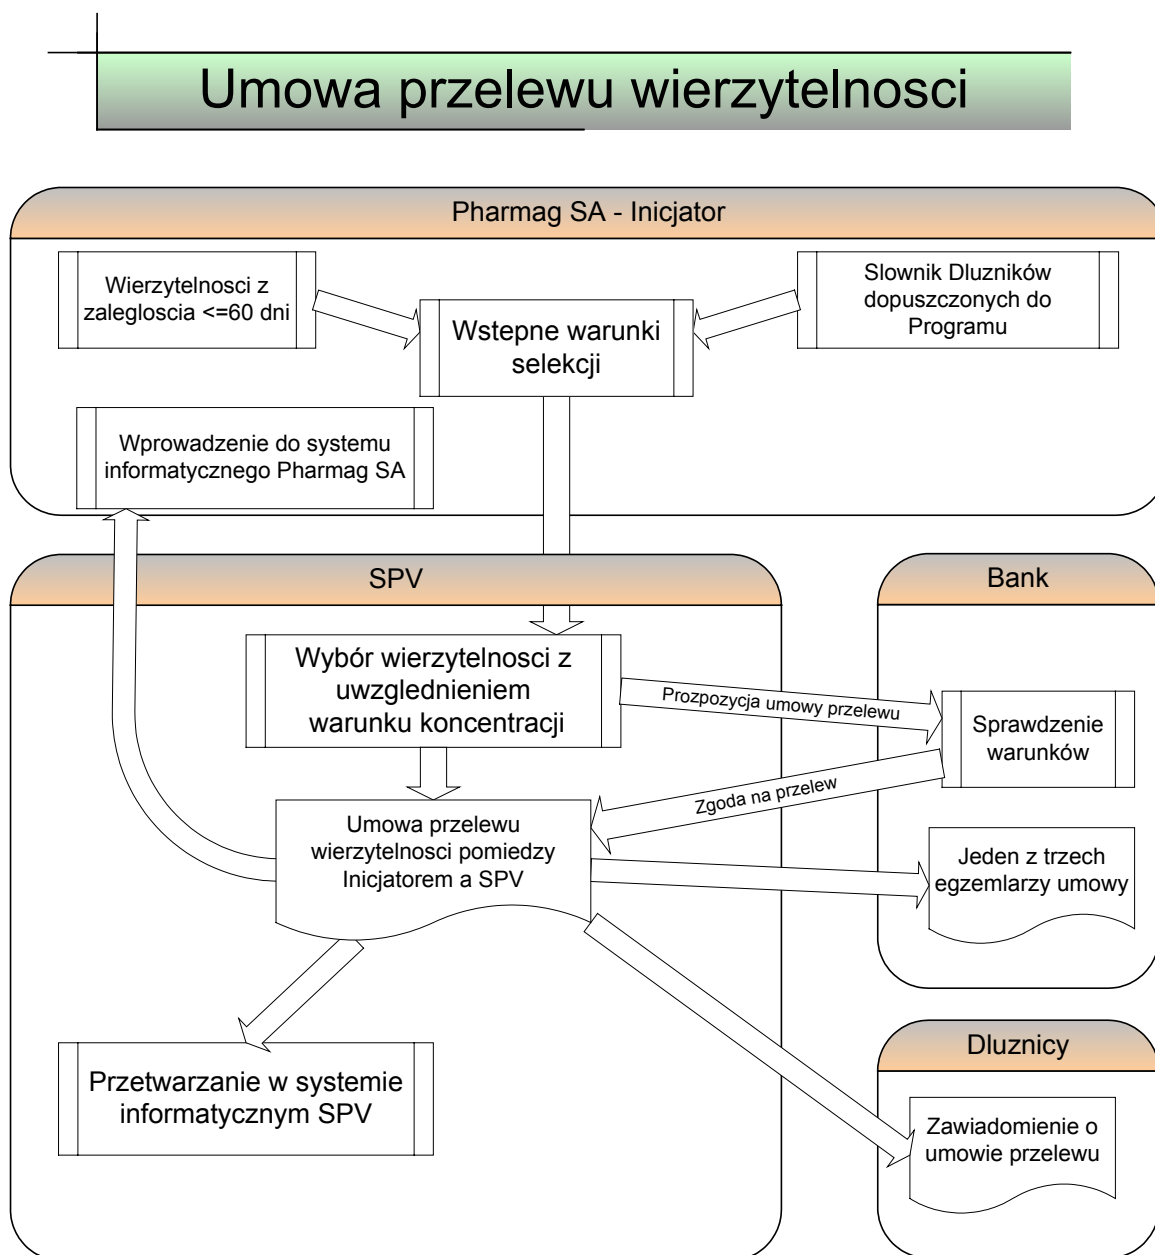 Umowa przelewu wierzytelnosci
Pharmag SA - Inicjator
Wierzytelnosci z
zalegloscia <=60 dni
Wstepne warunki
selekcji
Slownik Dluzników
dopuszczonych do
Programu
Wprowadzenie do systemu
informatycznego Pharmag SA
SPV
Bank
Wybór wierzytelnosci z
uwzglednieniem
warunku koncentracji
Prozpozycja umowy przelewu
Sprawdzenie
warunków
Zgoda na przelew
Umowa przelewu
wierzytelnosci pomiedzy
Inicjatorem a SPV
Jeden z trzech
egzemlarzy umowy
Dluznicy
Przetwarzanie w systemie
informatycznym SPV
Zawiadomienie o
umowie przelewu